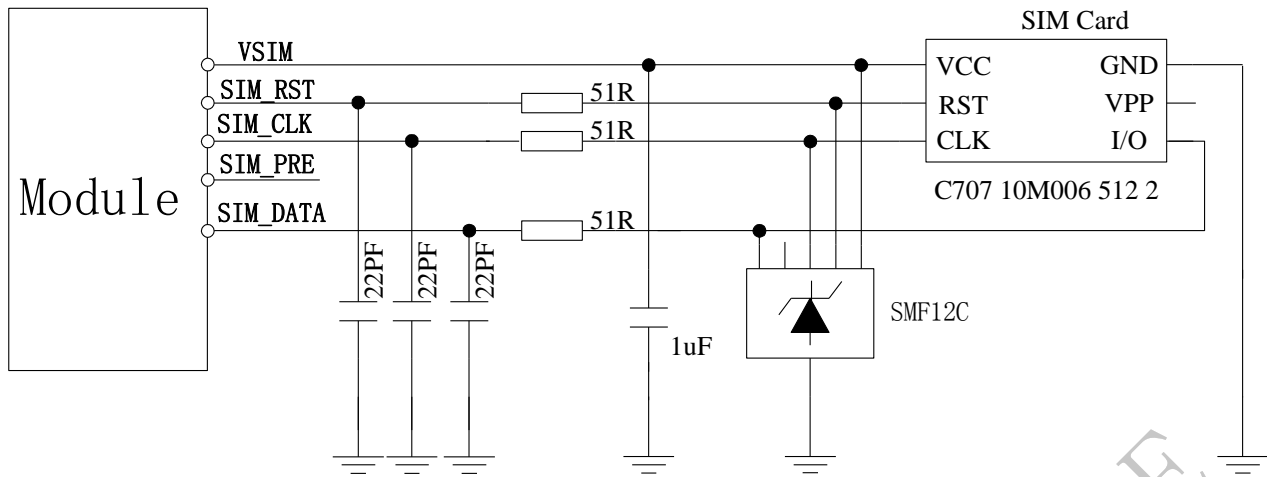 SIM Card
VSIM
VCC GND
SIM_RST
51R
RST VPP
SIM_CLK
51R
CLK I/O
SIM_PRE
Module
C707 10M006 512 2
SIM_DATA
51R
22PF
22PF
22PF
SMF12C
1uF